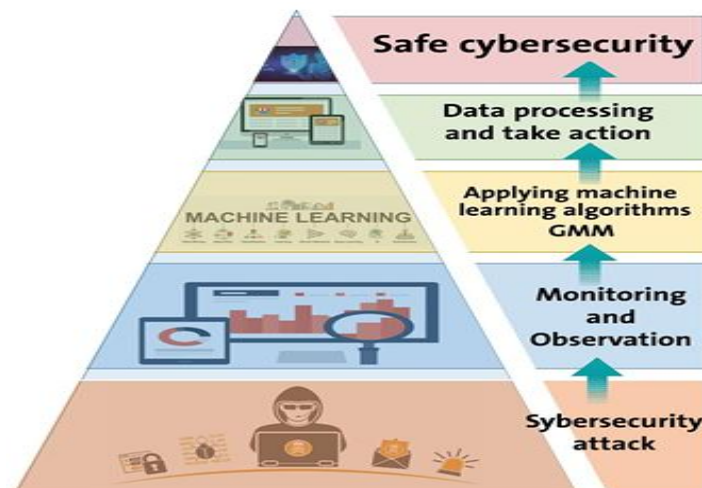 Safe cybersecurity
Data processing
and take action
MACHINE LEARNING
Applying machine
learning algorithms
GMM
Monitoring
and
Observation
Sybersecurity
attack